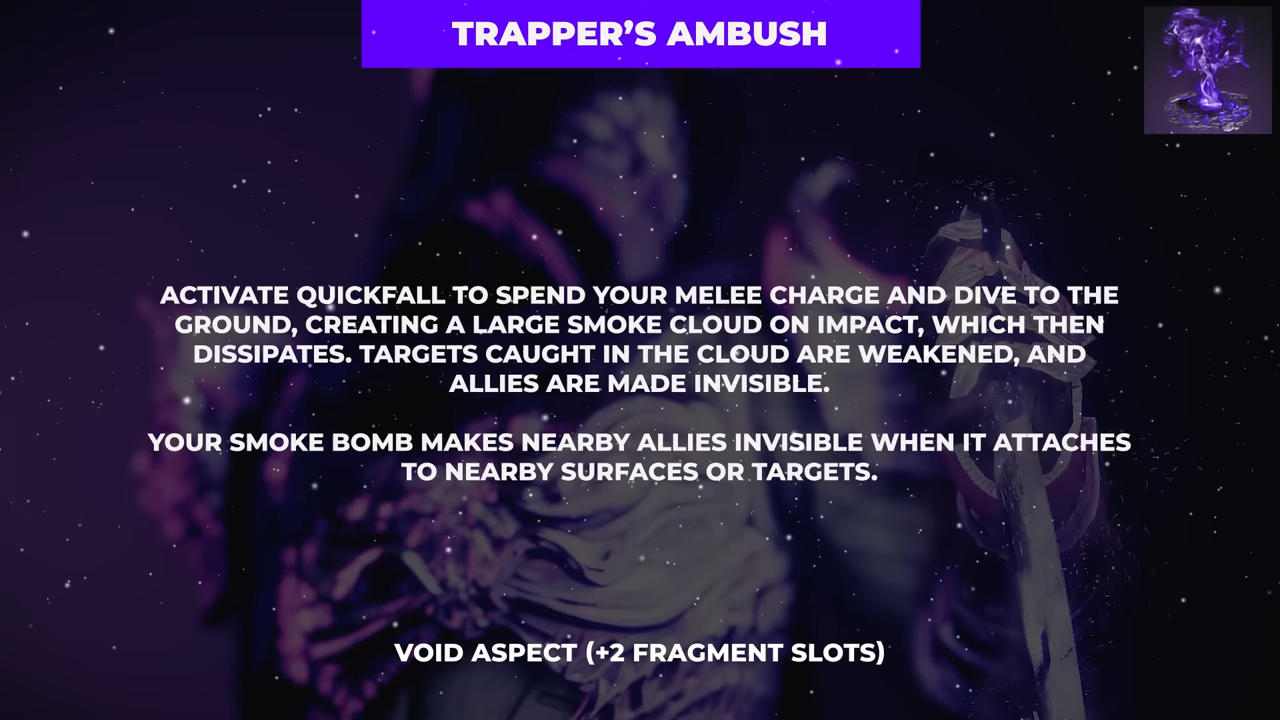 TRAPPER’S AMBUSH
ACTIVATE QUICKFALL TO SPEND YOUR MELEE CHARGE AND DIVE TO THE
GROUND, CREATING A LARGE SMOKE CLOUD ON IMPACT, WHICH THEN
DISSIPATES. TARGETS CAUGHT IN THE CLOUD ARE WEAKENED, AND
ALLIES ARE MADE INVISIBLE.
YOUR SMOKE BOMB MAKES NEARBY ALLIES INVISIBLE WHEN IT ATTACHES
TO NEARBY SURFACES OR TARGETS.
VOID ASPECT (+2 FRAGMENT SLOTS)